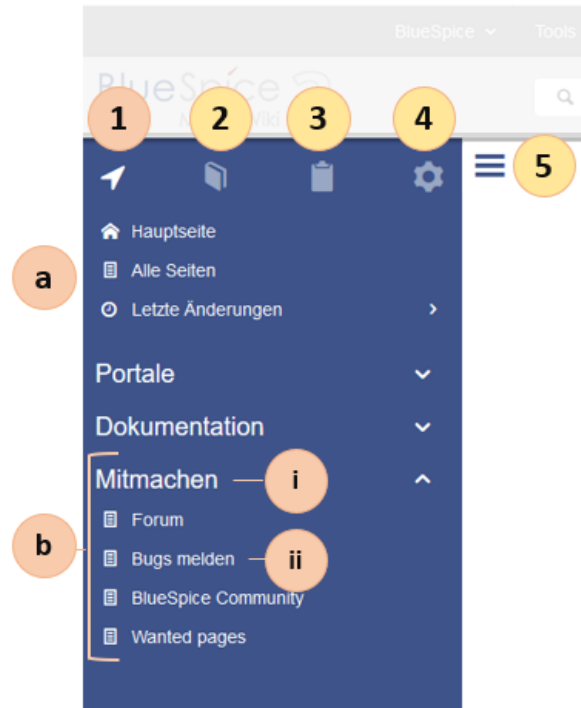 BlueSpice Tools
BlueSpice
1 2 3 4
5
Hauptseite
a Alle Seiten
Letzte Änderungen
Portale
Dokumentation
Mitmachen i
Forum
b Bugs melden ii
BlueSpice Community
Wanted pages